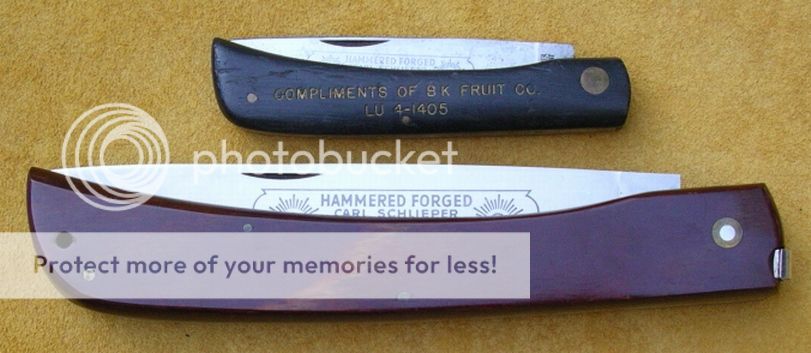 HAMMERED FORGED
COMPLIMENTS OF S K FRUIT CO.
LU 4-1405
photobucket
HAMMERED FORGED
CARL SCHLIEPER
Protect more of your memories for less!